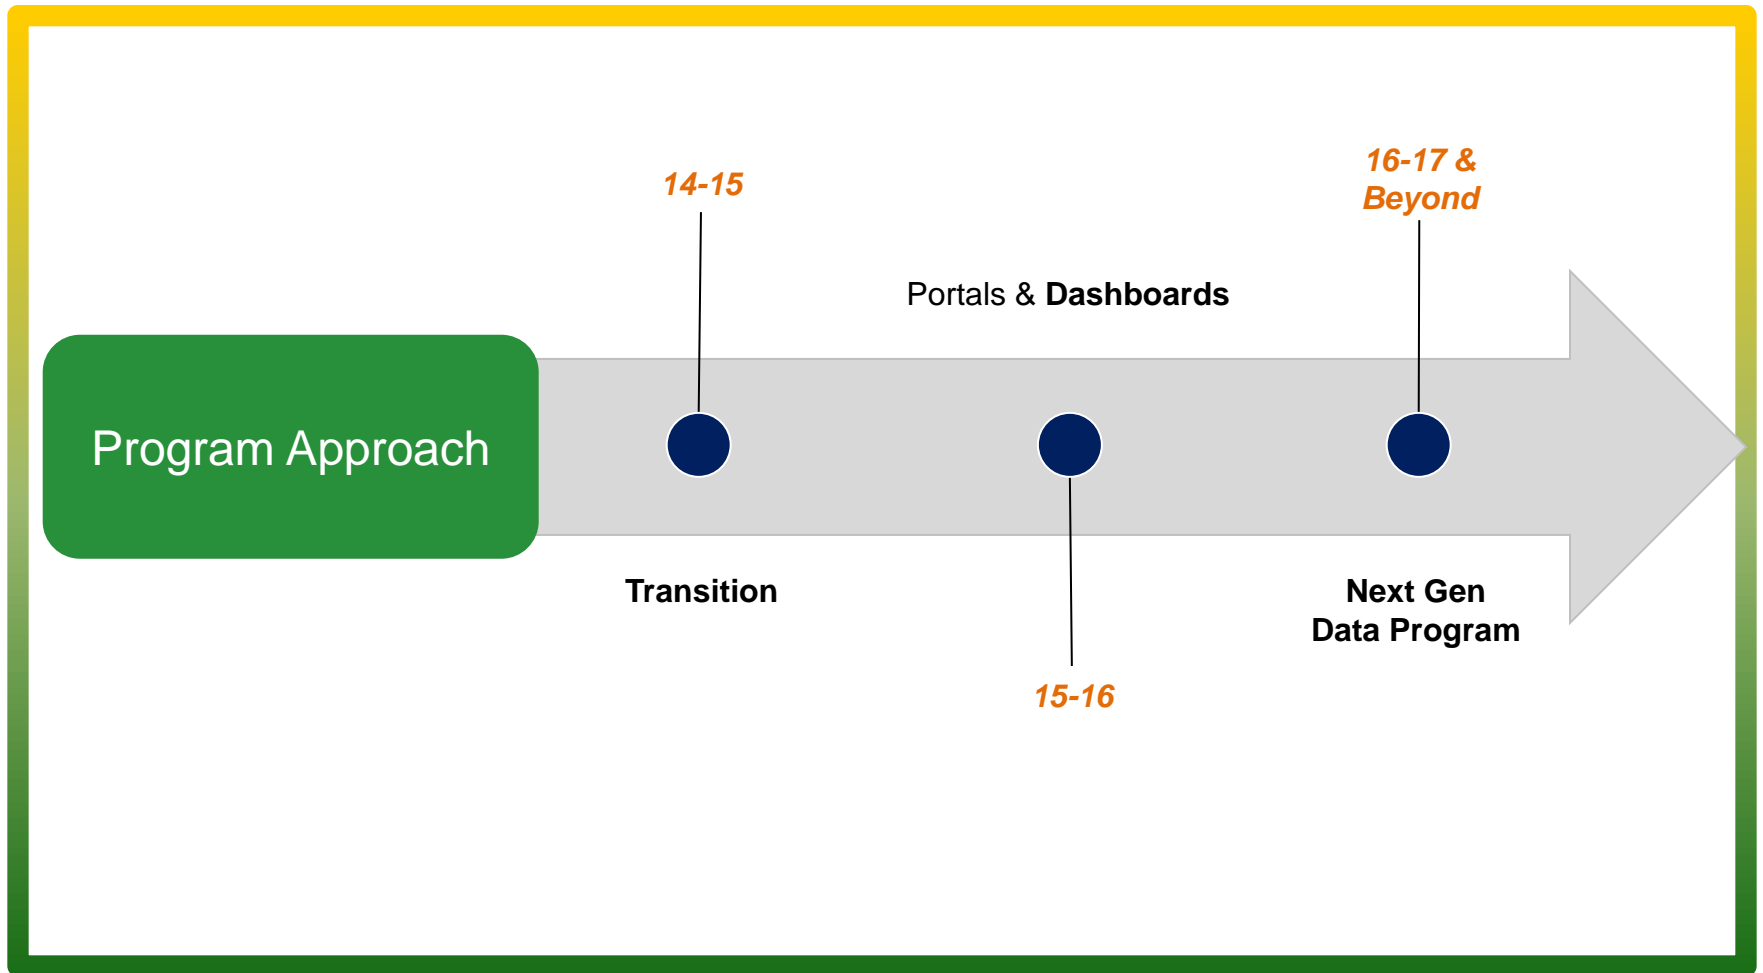 16-17 &
Beyond
14-15
Portals & Dashboards
Program Approach
Transition
Next Gen
Data Program
15-16